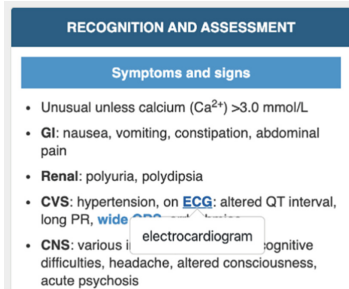 RECOGNITION AND ASSESSMENT
Symptoms and signs
• Unusual unless calcium (Ca²⁺) >3.0 mmol/L
• GI: nausea, vomiting, constipation, abdominal
pain
• Renal: polyuria, polydipsia
• CVS: hypertension, on ECG: altered QT interval,
long PR, wide
electrocardiogram
• CNS: various
difficulties, headache, altered consciousness,
acute psychosis